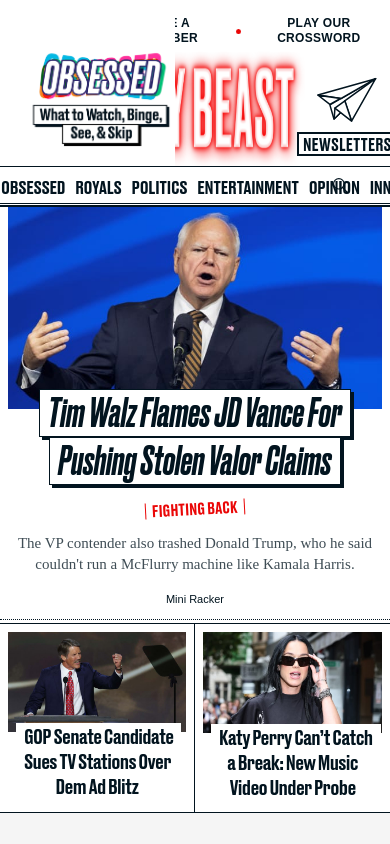 E A
BER
PLAY OUR
CROSSWORD
OBSESSED
What to Watch, Binge,
See, & Skip
Y BEAST
NEWSLETTERS
OBSESSED ROYALS POLITICS ENTERTAINMENT OPINION INN
Tim Walz Flames JD Vance For
Pushing Stolen Valor Claims
FIGHTING BACK
The VP contender also trashed Donald Trump, who he said
couldn't run a McFlurry machine like Kamala Harris.
Mini Racker
GOP Senate Candidate
Sues TV Stations Over
Dem Ad Blitz
Katy Perry Can't Catch
a Break: New Music
Video Under Probe